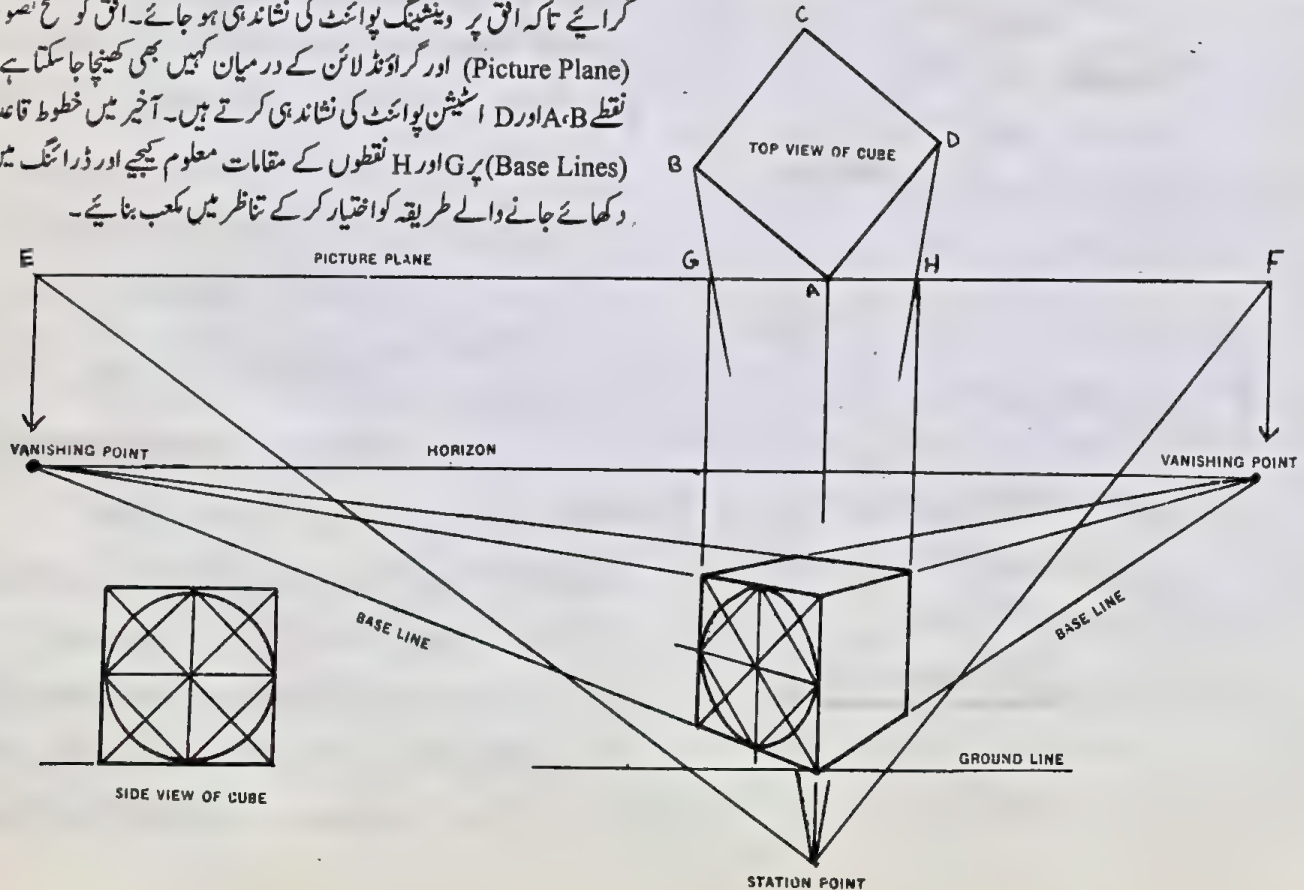 گرائیے تاکہ افق پر وینشینگ پوائنٹ کی نشاندہی ہو جائے۔ افق کو سطح تصو
(Picture Plane) اور گراؤنڈ لائن کے درمیان کہیں بھی کھینچا جا سکتا ہے
نقطے A،B اور D اسٹیشن پوائنٹ کی نشاندہی کرتے ہیں۔ آخیر میں خطوط قاعد
(Base Lines) پر G اور H نقطوں کے مقامات معلوم کیجیے اور ڈرائنگ میں
دکھائے جانے والے طریقہ کو اختیار کر کے تناظر میں مکعب بنائیے۔
C
B
TOP VIEW OF CUBE
D
E
PICTURE PLANE
G
A
H
F
VANISHING POINT
HORIZON
VANISHING POINT
BASE LINE
BASE LINE
SIDE VIEW OF CUBE
GROUND LINE
STATION POINT